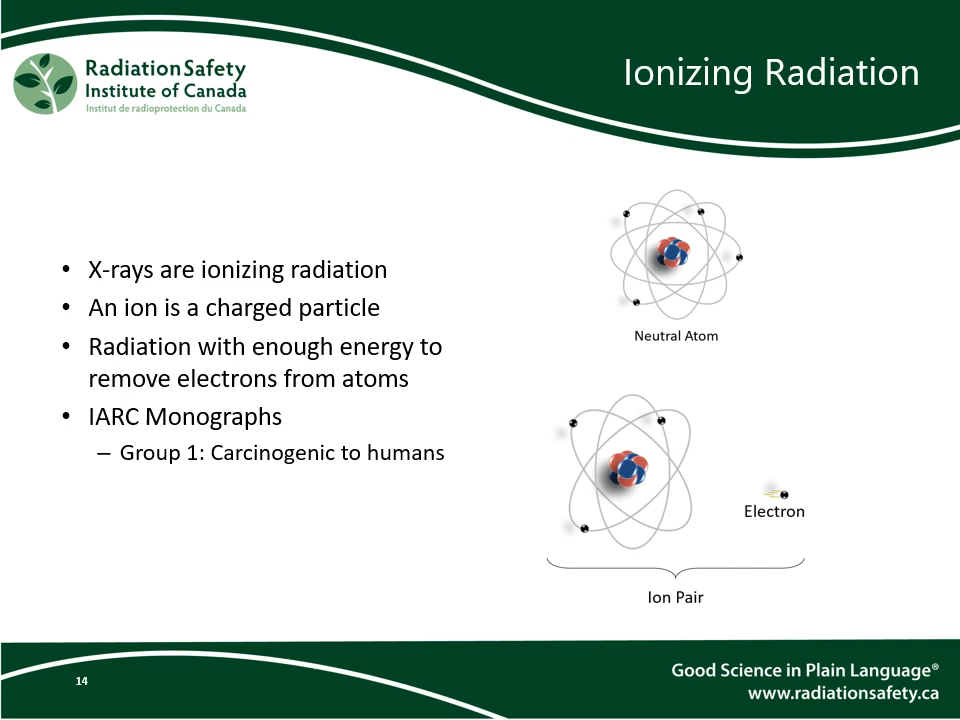 Radiation Safety
Institute of Canada
Institut de radioprotection du Canada
Ionizing Radiation
• X-rays are ionizing radiation
• An ion is a charged particle
• Radiation with enough energy to
remove electrons from atoms
• IARC Monographs
– Group 1: Carcinogenic to humans
Neutral Atom
Electron
Ion Pair
14
Good Science in Plain Language®
www.radiationsafety.ca